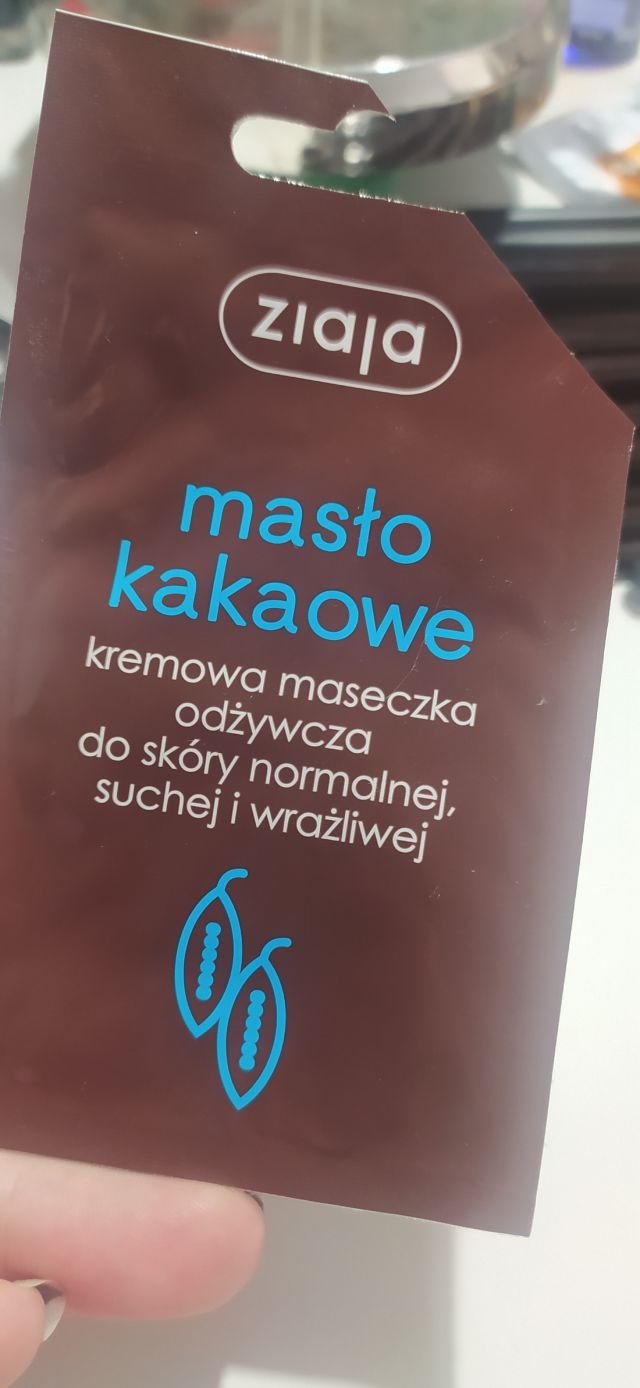 ziaja
masło
kakaowe
kremowa maseczka
odżywcza
do skóry normalnej,
suchej i wrażliwej